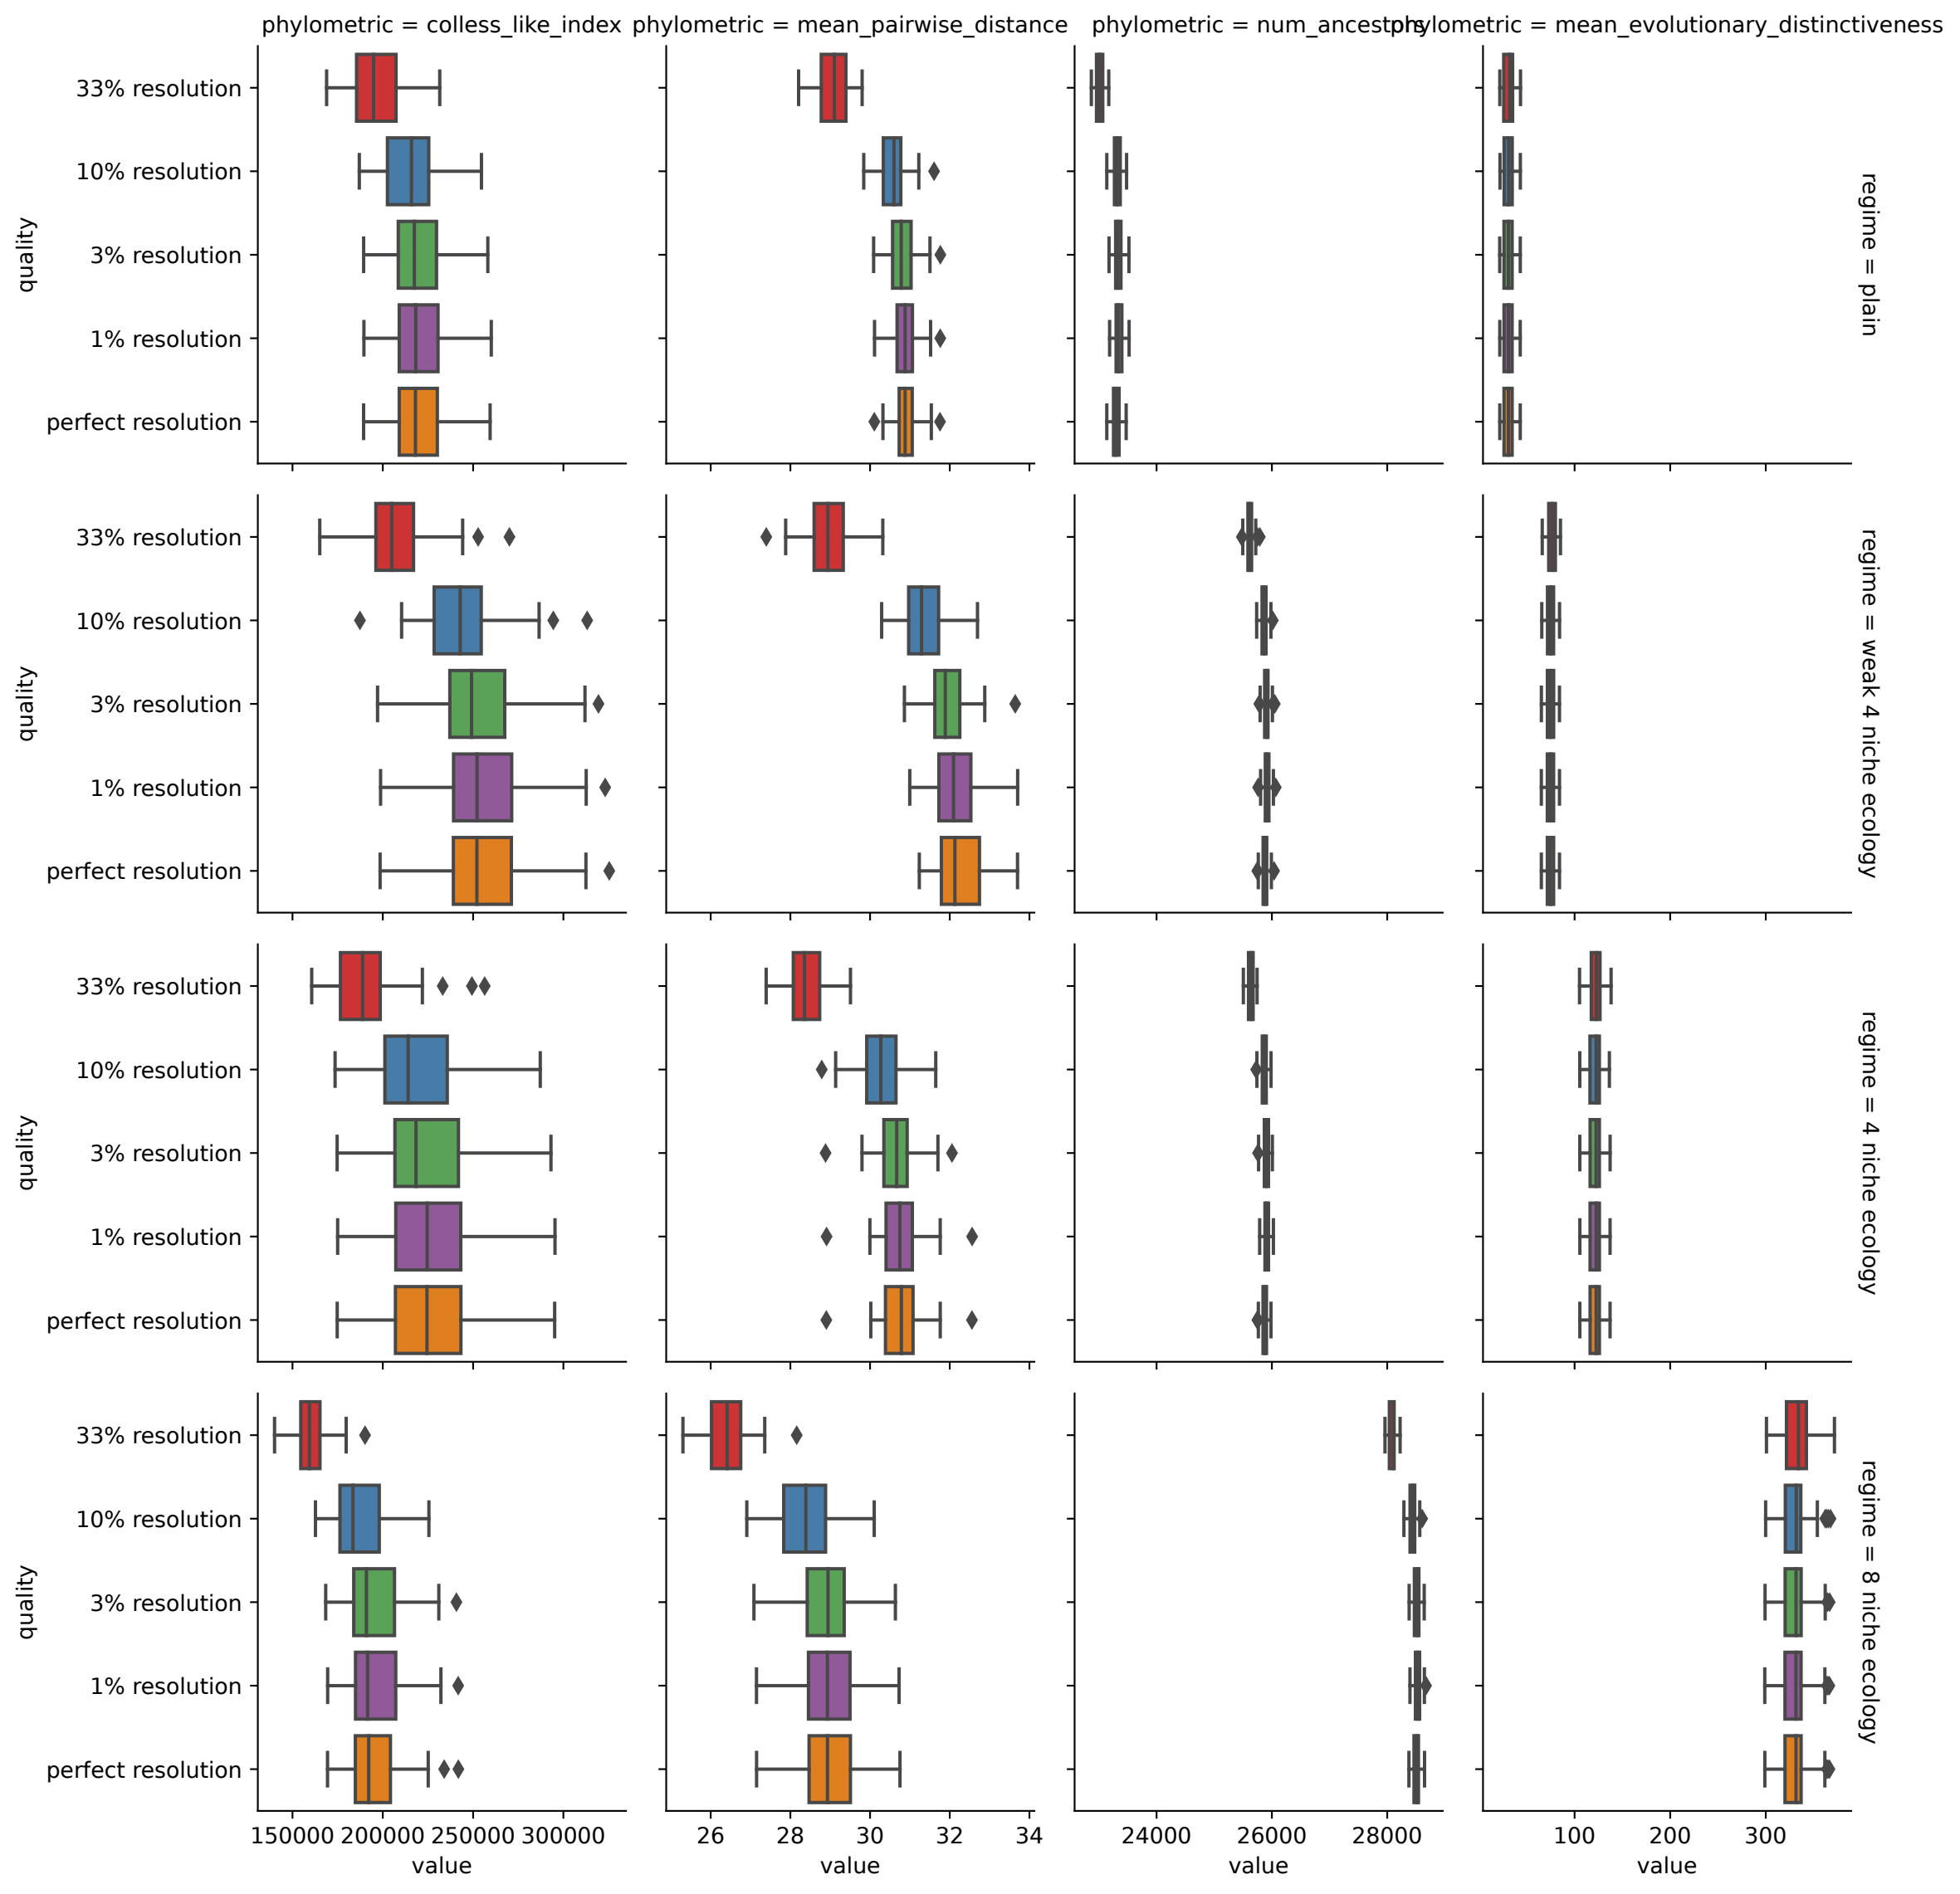 phylometric = colless_like_index
phylometric = mean_pairwise_distance
phylometric = num_ancestors
phylometric = mean_evolutionary_distinctiveness
quality
33% resolution
10% resolution
3% resolution
1% resolution
perfect resolution
regime = plain
quality
33% resolution
10% resolution
3% resolution
1% resolution
perfect resolution
regime = weak 4 niche ecology
quality
33% resolution
10% resolution
3% resolution
1% resolution
perfect resolution
regime = 4 niche ecology
quality
33% resolution
10% resolution
3% resolution
1% resolution
perfect resolution
regime = 8 niche ecology
150000 200000 250000 300000
26 28 30 32 34
24000 26000 28000
100 200 300
value
value
value
value